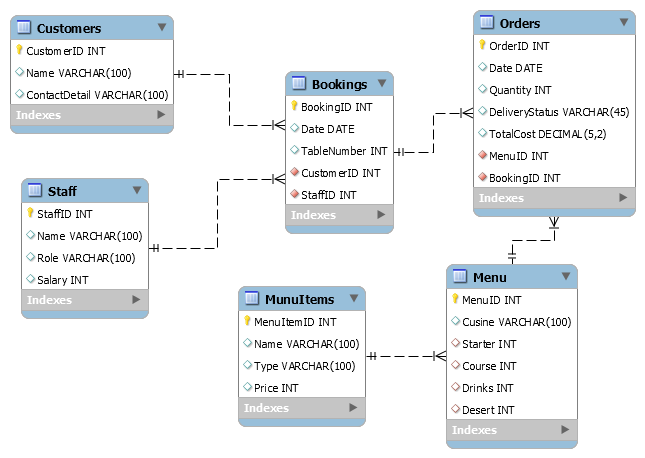 Customers
CustomerID INT
Name VARCHAR(100)
ContactDetail VARCHAR(100)
Indexes
Staff
StaffID INT
Name VARCHAR(100)
Role VARCHAR(100)
Salary INT
Indexes
Bookings
BookingID INT
Date DATE
TableNumber INT
CustomerID INT
StaffID INT
Indexes
Orders
OrderID INT
Date DATE
Quantity INT
DeliveryStatus VARCHAR(45)
TotalCost DECIMAL(5,2)
MenuID INT
BookingID INT
Indexes
MunuItems
MenuItemID INT
Name VARCHAR(100)
Type VARCHAR(100)
Price INT
Indexes
Menu
MenuID INT
Cusine VARCHAR(100)
Starter INT
Course INT
Drinks INT
Desert INT
Indexes